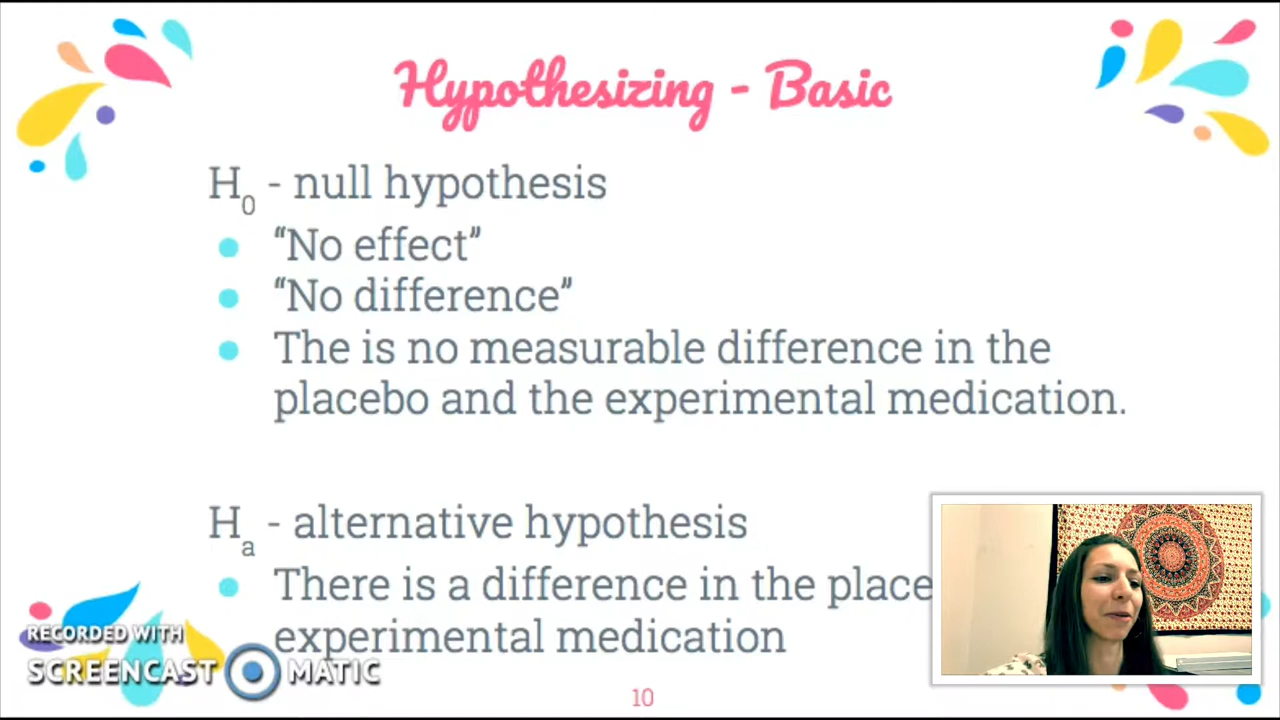 Hypothesizing - Basic
H0 - null hypothesis
“No effect”
“No difference”
The is no measurable difference in the
placebo and the experimental medication.
Ha - alternative hypothesis
There is a difference in the
experimental medication
RECORDED WITH
SCREENCAST MATIC
10